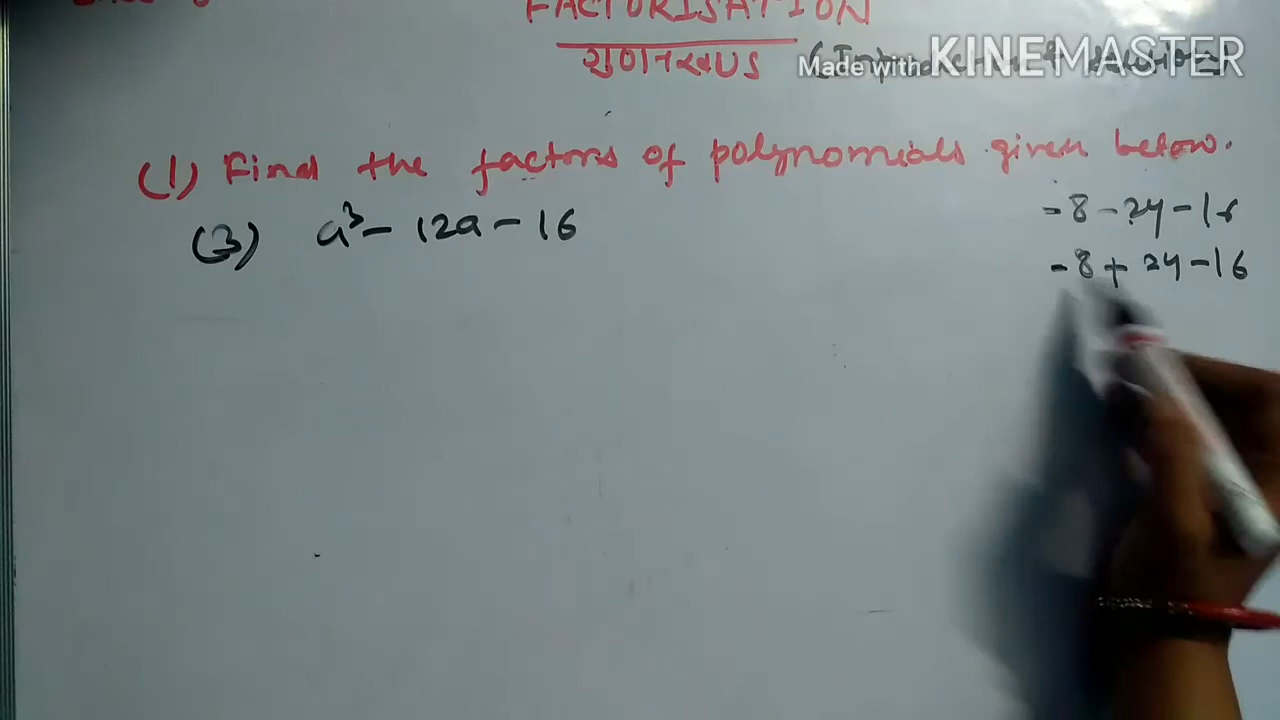 FACTORISATION
गुणनखण्ड
Made with KINEMASTER
(1) Find the factors of polynomials given below.
(3) a³ - 12a - 16
-8 - 24 - 16
-8 + 24 - 16